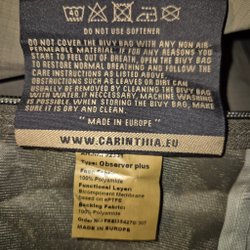 40
DO NOT USE SOFTENER
DO NOT COVER THE BIVY BAG WITH ANY NON AIR-
PERMEABLE MATERIAL. IF FOR ANY REASONS YOU
START TO FEEL OUT OF BREATH, OPEN THE BIVY BAG
AND RESTORE NORMAL BREATHING AND FOLLOW THE
CARE INSTRUCTIONS AS LISTED ABOVE.
OBSTRUCTIONS SUCH AS LEAVES OR DIRT CAN
USUALLY BE REMOVED BY CLEANING THE BIVY BAG
WITH WATER IF NECESSARY MACHINE WASHING IS
POSSIBLE. WHEN STORING THE BIVY BAG, MAKE
SURE IT IS DRY AND CLEAN.
"MADE IN EUROPE"
WWW.CARINTHIA.EU
Type: Observer plus
100% Polyamide
Functional Layer:
based on ePTFE
Backing Fabric:
100% Polyamide
MADE IN EUROPE